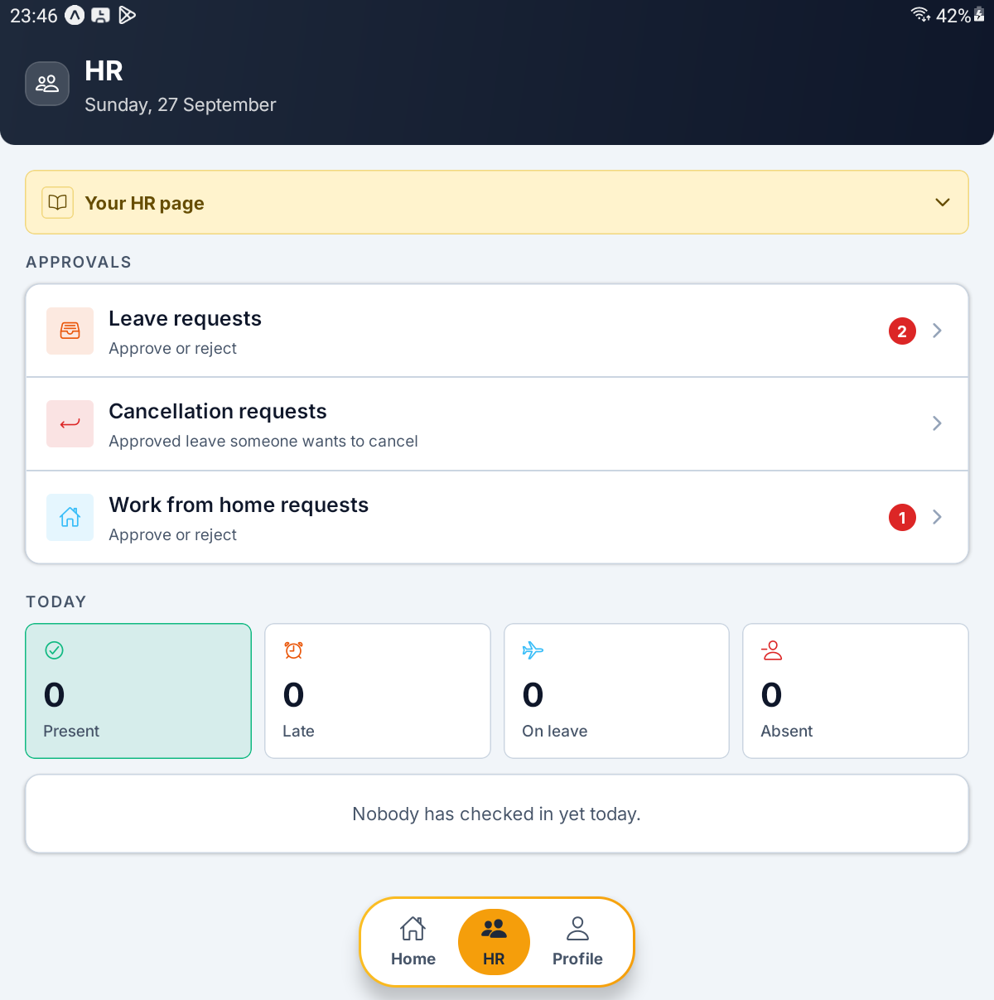 23:46
42%
HR
Sunday, 27 September
Your HR page
APPROVALS
Leave requests
Approve or reject
2
Cancellation requests
Approved leave someone wants to cancel
Work from home requests
Approve or reject
1
TODAY
0
Present
0
Late
0
On leave
0
Absent
Nobody has checked in yet today.
Home
HR
Profile